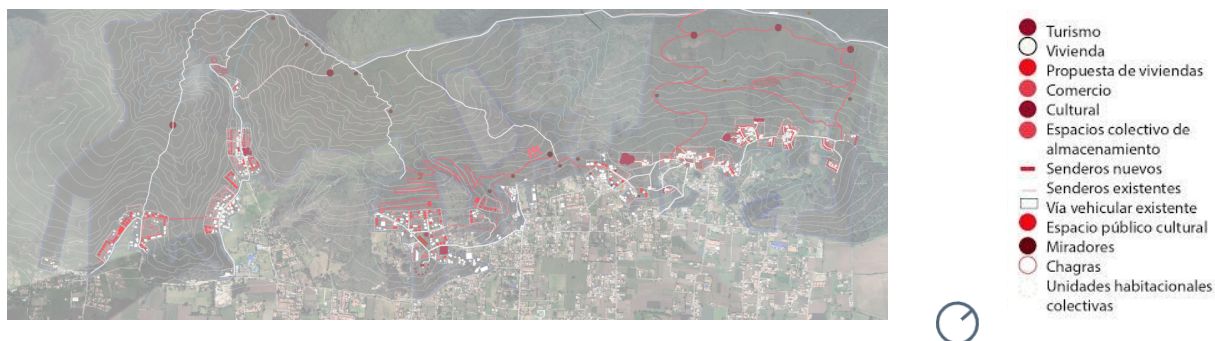 Turismo
Vivienda
Propuesta de viviendas
Comercio
Cultural
Espacios colectivo de
almacenamiento
Senderos nuevos
Senderos existentes
Vía vehicular existente
Espacio público cultural
Miradores
Chagras
Unidades habitacionales
colectivas